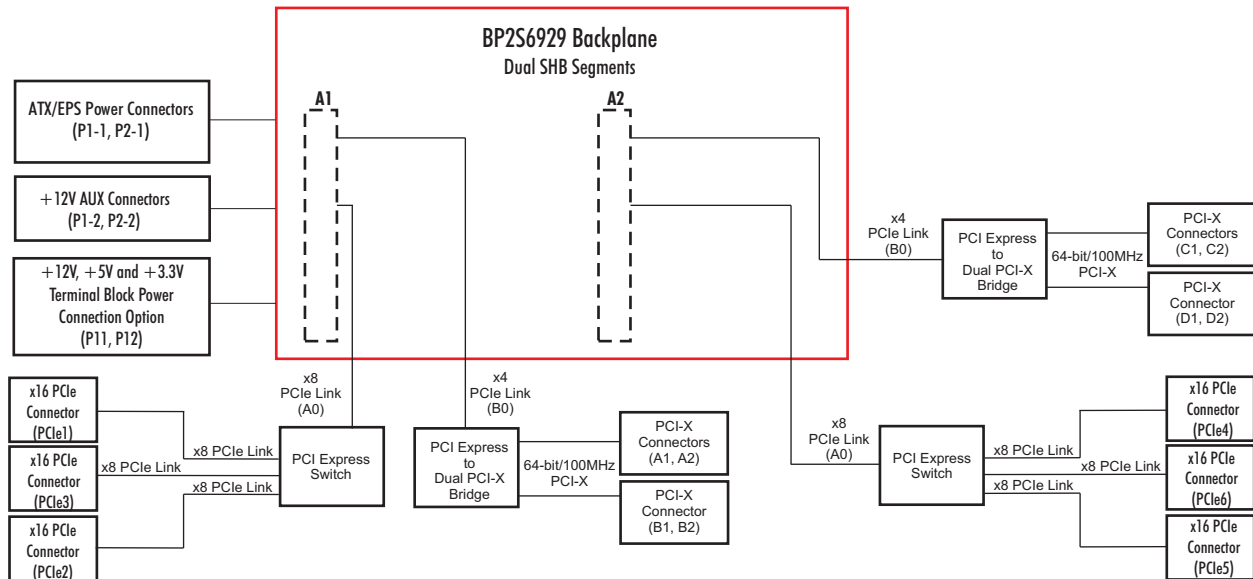 BP2S6929 Backplane
Dual SHB Segments
A1
A2
ATX/EPS Power Connectors
(P1-1, P2-1)
+12V AUX Connectors
(P1-2, P2-2)
+12V, +5V and +3.3V
Terminal Block Power
Connection Option
(P11, P12)
x4
PCIe Link
(B0)
PCI Express
to
Dual PCI-X
Bridge
64-bit/100MHz
PCI-X
PCI-X
Connectors
(C1, C2)
PCI-X
Connector
(D1, D2)
x16 PCIe
Connector
(PCIe1)
x16 PCIe
Connector
(PCIe3)
x16 PCIe
Connector
(PCIe2)
x8 PCIe Link
x8 PCIe Link
x8 PCIe Link
x8
PCIe Link
(A0)
PCI Express
Switch
x4
PCIe Link
(B0)
PCI Express
to
Dual PCI-X
Bridge
64-bit/100MHz
PCI-X
PCI-X
Connectors
(A1, A2)
PCI-X
Connector
(B1, B2)
x8
PCIe Link
(A0)
PCI Express
Switch
x8 PCIe Link
x8 PCIe Link
x8 PCIe Link
x16 PCIe
Connector
(PCIe4)
x16 PCIe
Connector
(PCIe6)
x16 PCIe
Connector
(PCIe5)